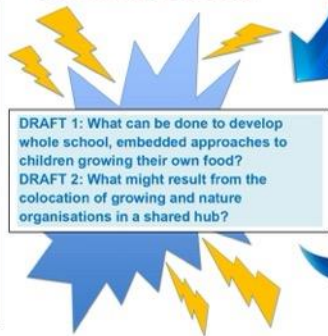 DRAFT 1: What can be done to develop
whole school, embedded approaches to
children growing their own food?
DRAFT 2: What might result from the
colocation of growing and nature
organisations in a shared hub?